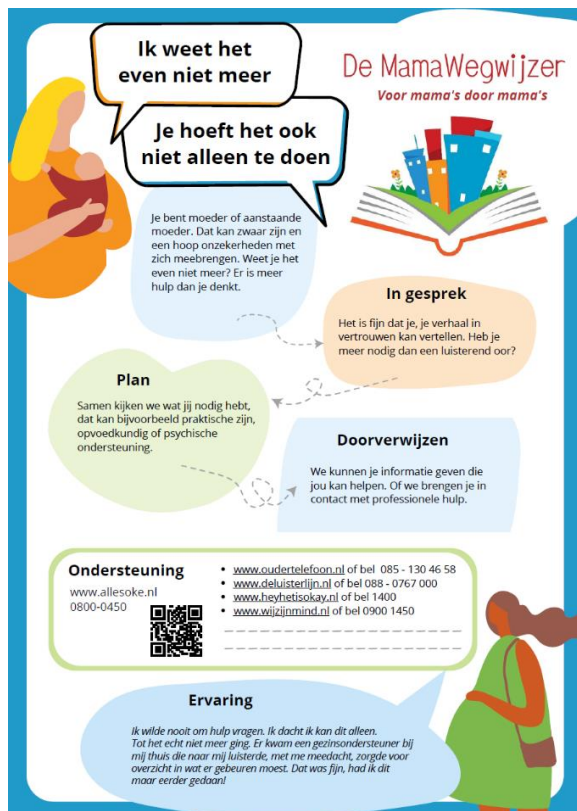 Ik weet het
even niet meer
De MamaWegwijzer
Voor mama's door mama's
Je hoeft het ook
niet alleen te doen
Je bent moeder of aanstaande
moeder. Dat kan zwaar zijn en
een hoop onzekerheden met
zich meebrengen. Weet je het
even niet meer? Er is meer
hulp dan je denkt.
In gesprek
Het is fijn dat je, je verhaal in
vertrouwen kan vertellen. Heb je
meer nodig dan een luisterend oor?
Plan
Samen kijken we wat jij nodig hebt,
dat kan bijvoorbeeld praktische zijn,
opvoedkundig of psychische
ondersteuning.
Doorverwijzen
We kunnen je informatie geven die
jou kan helpen. Of we brengen je in
contact met professionele hulp.
Ondersteuning
www.allesoke.nl
0800-0450
• www.oudertelefoon.nl of bel 085 - 130 46 58
• www.deluisterlijn.nl of bel 088 - 0767 000
• www.heyhetisokay.nl of bel 1400
• www.wijzijnmind.nl of bel 0900 1450
Ervaring
Ik wilde nooit om hulp vragen. Ik dacht ik kan dit alleen.
Tot het echt niet meer ging. Er kwam een gezinsondersteuner bij
mij thuis die naar mij luisterde, met me meedacht, zorgde voor
overzicht in wat er gebeuren moest. Dat was fijn, had ik dit
maar eerder gedaan!